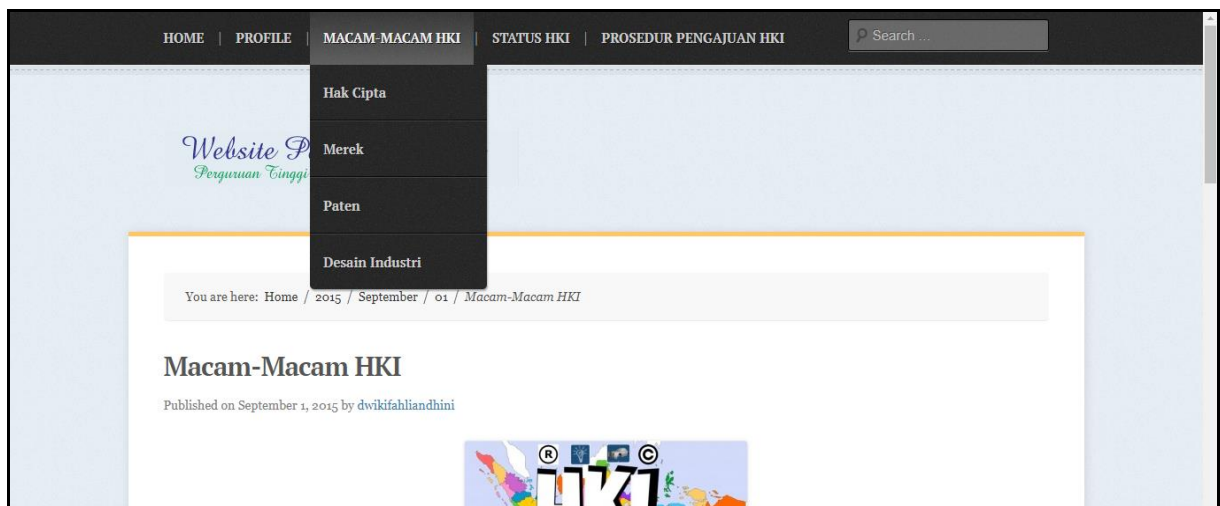 HOME | PROFILE | MACAM-MACAM HKI | STATUS HKI | PROSEDUR PENGAJUAN HKI
Search ...
Hak Cipta
Merek
Paten
Desain Industri
Website
Perguruan Tinggi
You are here: Home / 2015 / September / 01 / Macam-Macam HKI
Macam-Macam HKI
Published on September 1, 2015 by dwikifahliandhini
® ©
HKI